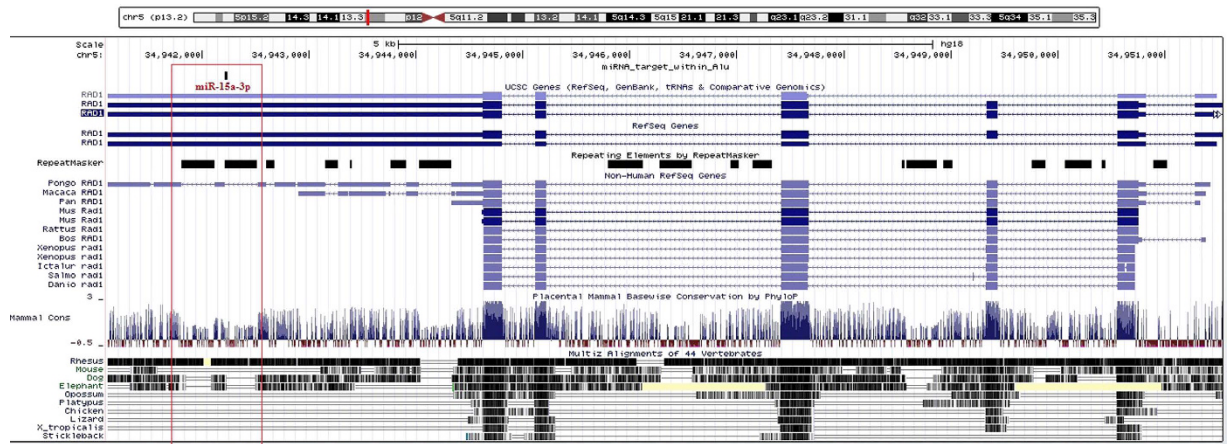 chr5 (p13.2) 5p15.2 14.3 14.1 13.3 p12 5q11.2 13.2 14.1 5q14.3 5q15 21.1 21.3 q23.1 q23.2 31.1 q32 33.1 33.3 5q34 35.1 35.3
Scale 5 kb hg18
chr5: 34,942,000 34,943,000 34,944,000 34,945,000 34,946,000 34,947,000 34,948,000 34,949,000 34,950,000 34,951,000
miRNA_target_within_Alu
miR-15a-3p
UCSC Genes (RefSeq, GenBank, tRNAs & Comparative Genomics)
RAD1
RAD1
RAD1
RefSeq Genes
RAD1
RAD1
Repeating Elements by RepeatMasker
RepeatMasker
Non-Human RefSeq Genes
Pongo RAD1
Macaca RAD1
Pan RAD1
Mus Rad1
Mus Rad1
Rattus Rad1
Bos RAD1
Xenopus rad1
Xenopus rad1
Ictalur rad1
Salmo rad1
Danio rad1
Placental Mammal Basewise Conservation by PhyloP
3 _
Mammal Cons
-0.5 _
Multiz Alignments of 44 Vertebrates
Rhesus
Mouse
Dog
Elephant
Opossum
Platypus
Chicken
Lizard
X_tropicalis
Stickleback